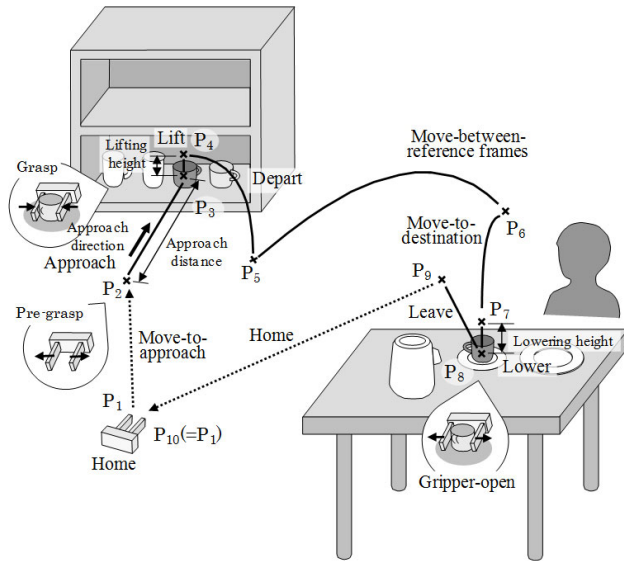 Lift P4
Lifting
height
Grasp
Depart
P3
Approach
direction
Approach
Approach
distance
P2
P5
Move-between-
reference frames
P6
Move-to-
destination
P9
Pre-grasp
Move-to-
approach
Home
Leave
P7
Lowering height
P8
Lower
P1
P10(=P1)
Home
Gripper-open